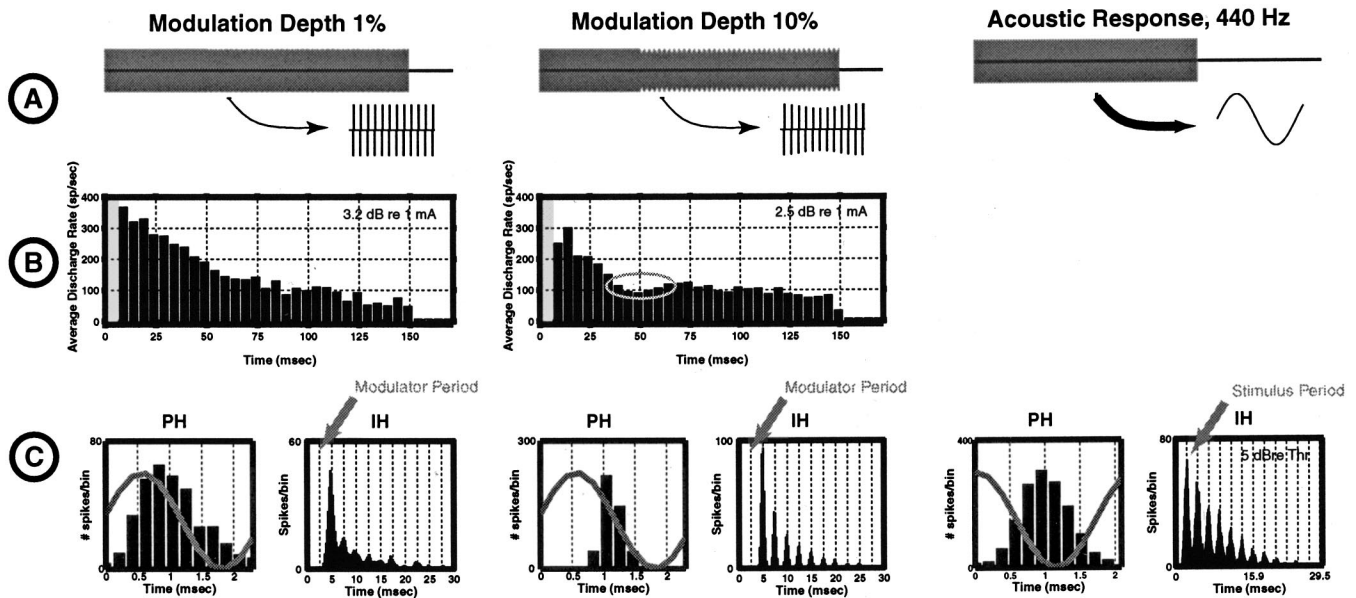 Modulation Depth 1%
Modulation Depth 10%
Acoustic Response, 440 Hz
A
B
Average Discharge Rate (sp/sec)
400
300
200
100
0
3.2 dB re 1 mA
0 25 50 75 100 125 150
Time (msec)
Average Discharge Rate (sp/sec)
400
300
200
100
0
2.5 dB re 1 mA
0 25 50 75 100 125 150
Time (msec)
C
Modulator Period
PH
IH
# spikes/bin
80
0
0 0.5 1 1.5 2
Time (msec)
Spikes/bin
60
0
0 5 10 15 20 25 30
Time (msec)
Modulator Period
PH
IH
# spikes/bin
300
0
0 0.5 1 1.5 2
Time (msec)
Spikes/bin
100
0
0 5 10 15 20 25 30
Time (msec)
Stimulus Period
PH
IH
# spikes/bin
400
0
0 0.5 1 1.5 2
Time (msec)
Spikes/bin
80
0
5 dB re Thr
0 15.9 29.5
Time (msec)